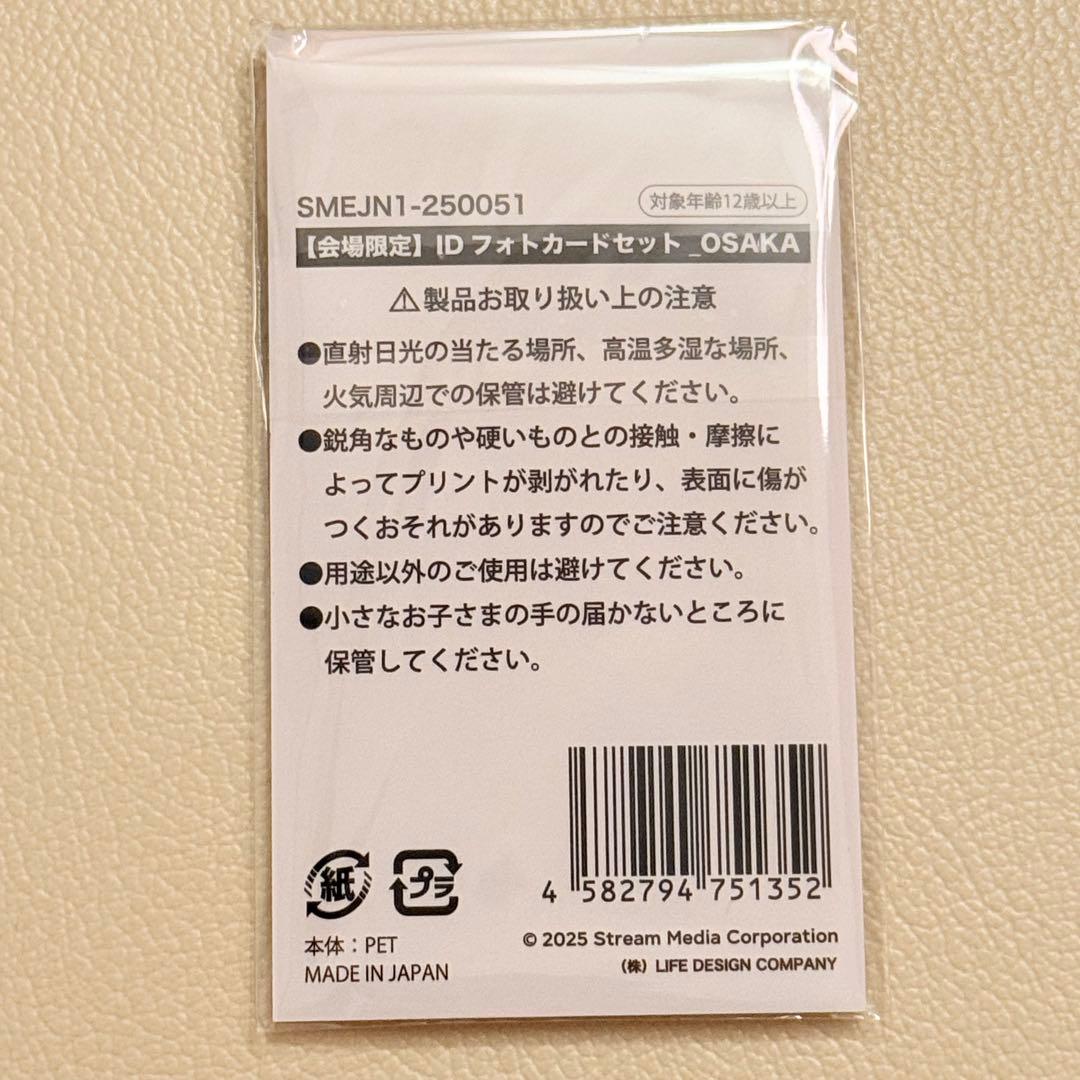 SMEJN1-250051
対象年齢12歳以上
【会場限定】IDフォトカードセット_OSAKA
⚠製品お取り扱い上の注意
●直射日光の当たる場所、高温多湿な場所、
火気周辺での保管は避けてください。
●鋭角なものや硬いものとの接触・摩擦に
よってプリントが剥がれたり、表面に傷が
つくおそれがありますのでご注意ください。
●用途以外のご使用は避けてください。
●小さなお子さまの手の届かないところに
保管してください。
紙
プラ
4 582794 751352
本体：PET
MADE IN JAPAN
© 2025 Stream Media Corporation
（株）LIFE DESIGN COMPANY